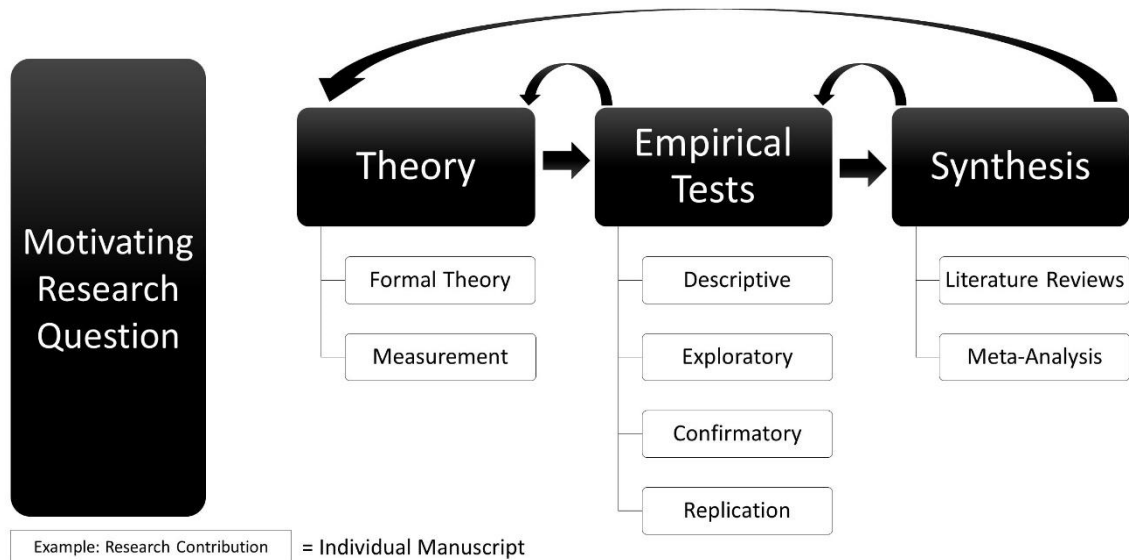 Motivating
Research
Question
Theory
Formal Theory
Measurement
Empirical
Tests
Descriptive
Exploratory
Confirmatory
Replication
Synthesis
Literature Reviews
Meta-Analysis
Example: Research Contribution = Individual Manuscript